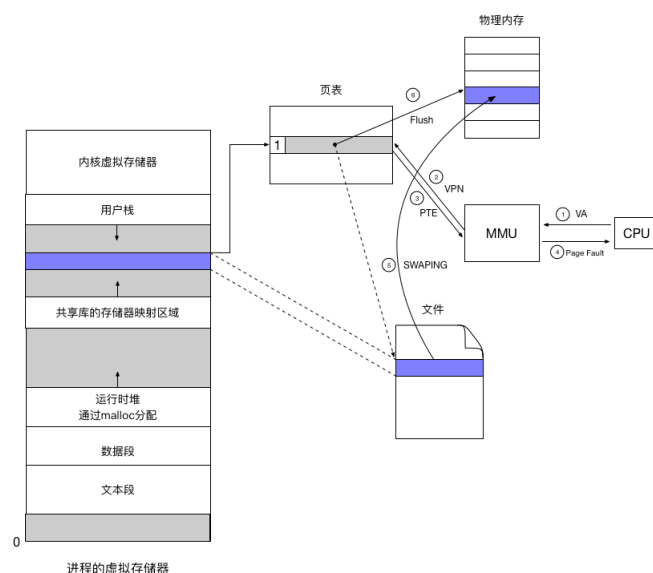 物理内存
页表
⑥
Flush
1
内核虚拟存储器
② 
VPN
用户栈
③
PTE
① VA
MMU
CPU
④ Page Fault
⑤ SWAPING
共享库的存储器映射区域
文件
运行时堆
通过malloc分配
数据段
文本段
0
进程的虚拟存储器